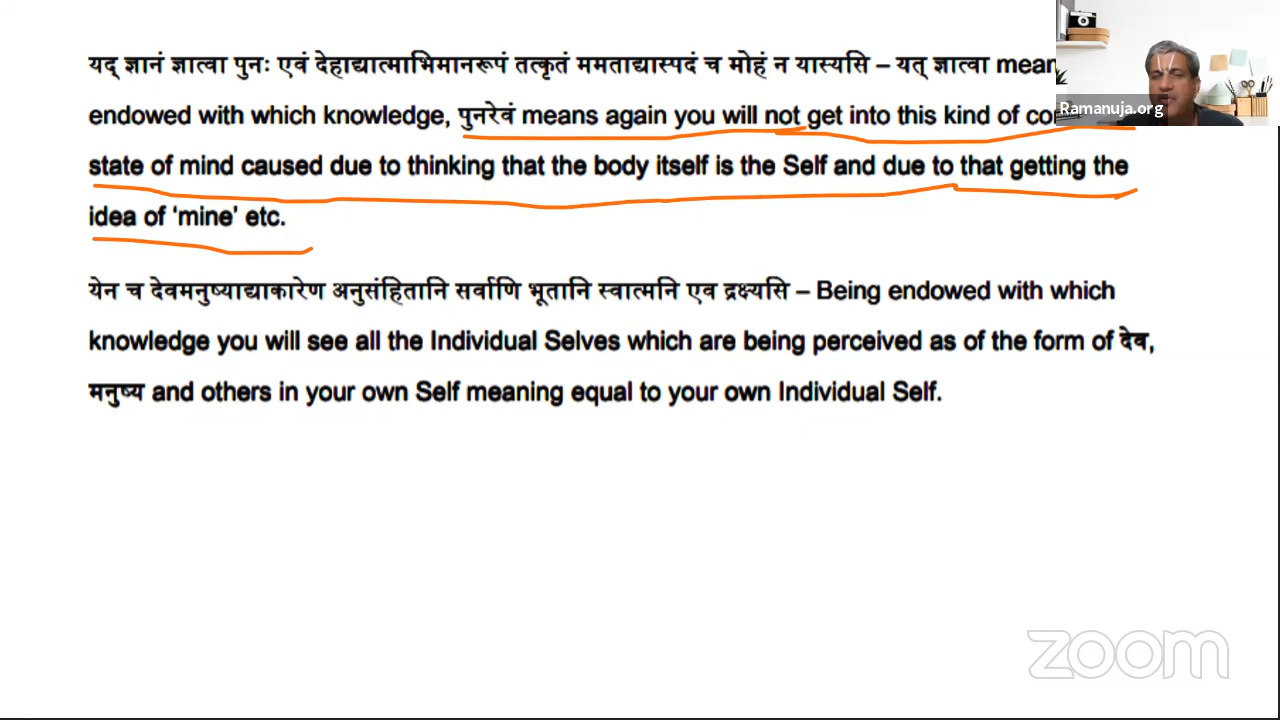 यद् ज्ञानं ज्ञात्वा पुनः एवं देहाद्यात्माभिमानरूपं तत्कृतं ममताद्यास्पदं च मोहं न यास्यसि – यत् ज्ञात्वा
endowed with which knowledge, पुनरेवं means again you will not get into this kind of
state of mind caused due to thinking that the body itself is the Self and due to that getting the
idea of ‘mine’ etc.
येन च देवमनुष्याद्याकारेण अनुसंहितानि सर्वाणि भूतानि स्वात्मनि एव द्रक्ष्यसि – Being endowed with which
knowledge you will see all the Individual Selves which are being perceived as of the form of देव,
मनुष्य and others in your own Self meaning equal to your own Individual Self.
Ramanuja.org
zoom